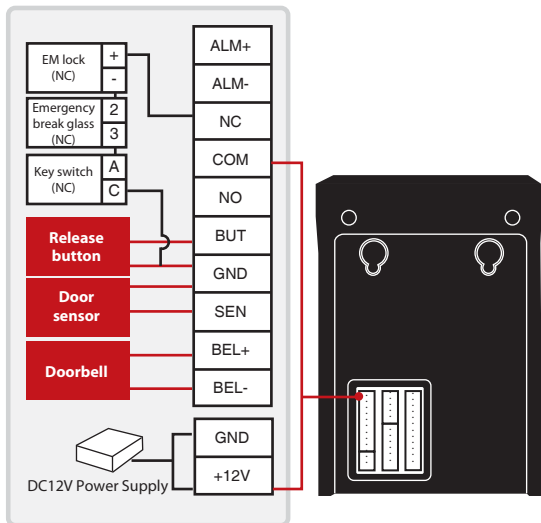 EM lock
(NC)
+
-
Emergency
break glass
(NC)
2
3
Key switch
(NC)
A
C
Release
button
Door
sensor
Doorbell
ALM+
ALM-
NC
COM
NO
BUT
GND
SEN
BEL+
BEL-
GND
+12V
DC12V Power Supply